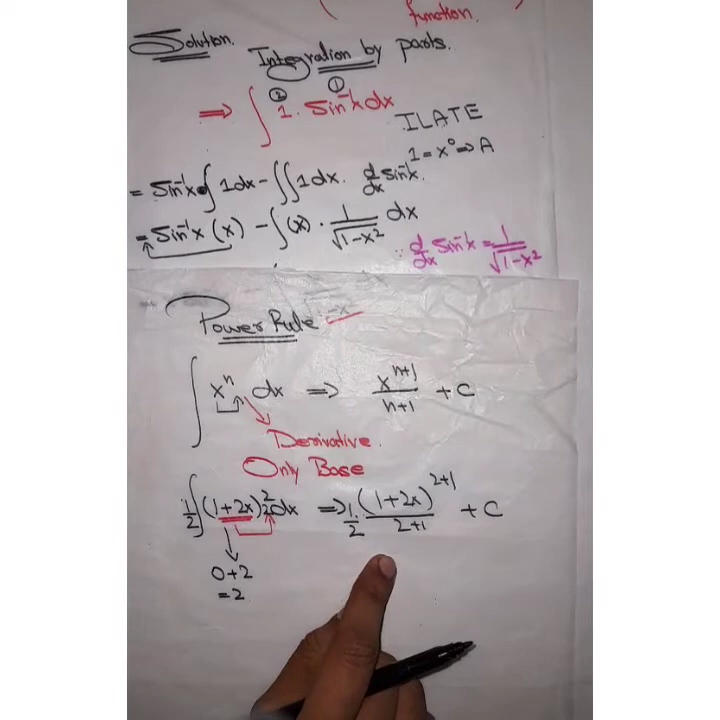 function.
Solution.
Integration by parts.
② ①
⇒ ∫ 1. Sin⁻¹x dx
ILATE
1 = x⁰ ⇒ A
= Sin⁻¹x ∫ 1dx - ∫∫ 1dx. d/dx Sin⁻¹x.
= Sin⁻¹x (x) - ∫(x) · 1/√1-x² dx
∵ d/dx Sin⁻¹x = 1/√1-x²
Power Rule :-
∫ xⁿ dx ⇒ xⁿ⁺¹/n+1 + C
Derivative.
Only Base
1/2 ∫ (1+2x)² 2dx ⇒ 1/2 · (1+2x)²⁺¹/2+1 + C
0+2
= 2